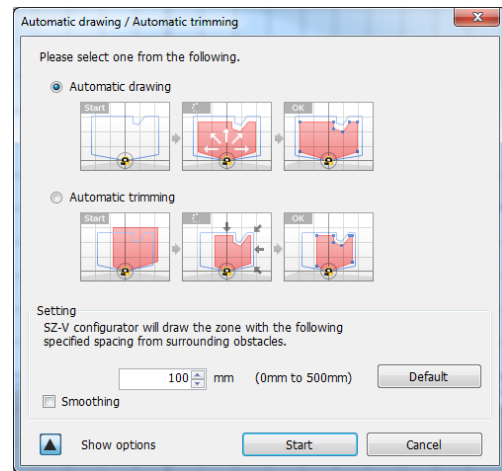 Automatic drawing / Automatic trimming
Please select one from the following.
Automatic drawing
Start
OK
Automatic trimming
Start
OK
Setting
SZ-V configurator will draw the zone with the following
specified spacing from surrounding obstacles.
100 mm (0mm to 500mm) Default
Smoothing
Show options Start Cancel